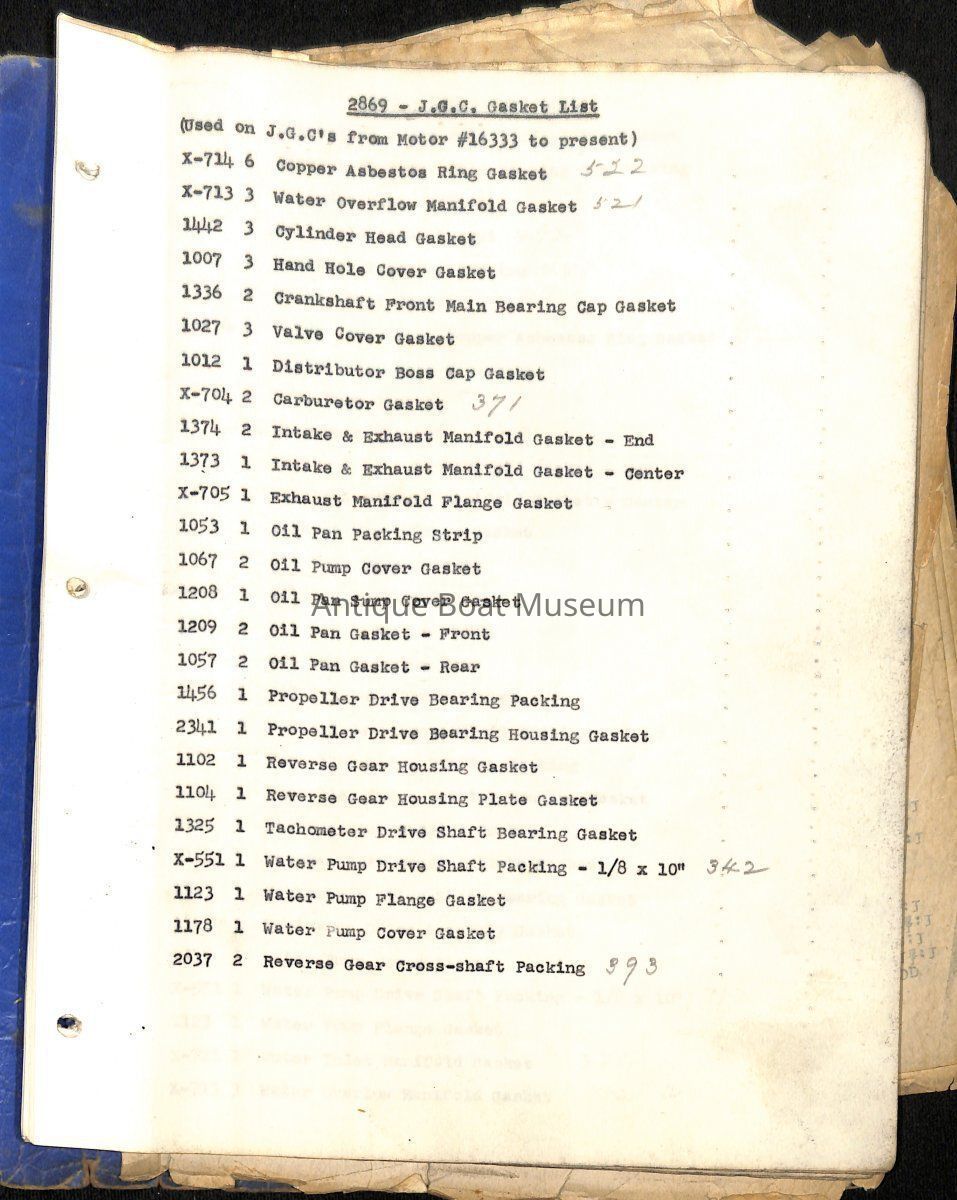 2869 - J.G.C. Gasket List
(Used on J.G.C's from Motor #16333 to present)
X-714 6 Copper Asbestos Ring Gasket 522
X-713 3 Water Overflow Manifold Gasket 521
1442 3 Cylinder Head Gasket
1007 3 Hand Hole Cover Gasket
1336 2 Crankshaft Front Main Bearing Cap Gasket
1027 3 Valve Cover Gasket
1012 1 Distributor Boss Cap Gasket
X-704 2 Carburetor Gasket 371
1374 2 Intake & Exhaust Manifold Gasket - End
1373 1 Intake & Exhaust Manifold Gasket - Center
X-705 1 Exhaust Manifold Flange Gasket
1053 1 Oil Pan Packing Strip
1067 2 Oil Pump Cover Gasket
1208 1 Oil Pan Sump Cover Gasket
Antique Boat Museum
1209 2 Oil Pan Gasket - Front
1057 2 Oil Pan Gasket - Rear
1456 1 Propeller Drive Bearing Packing
2341 1 Propeller Drive Bearing Housing Gasket
1102 1 Reverse Gear Housing Gasket
1104 1 Reverse Gear Housing Plate Gasket
1325 1 Tachometer Drive Shaft Bearing Gasket
X-551 1 Water Pump Drive Shaft Packing - 1/8 x 10" 342
1123 1 Water Pump Flange Gasket
1178 1 Water Pump Cover Gasket
2037 2 Reverse Gear Cross-shaft Packing 393